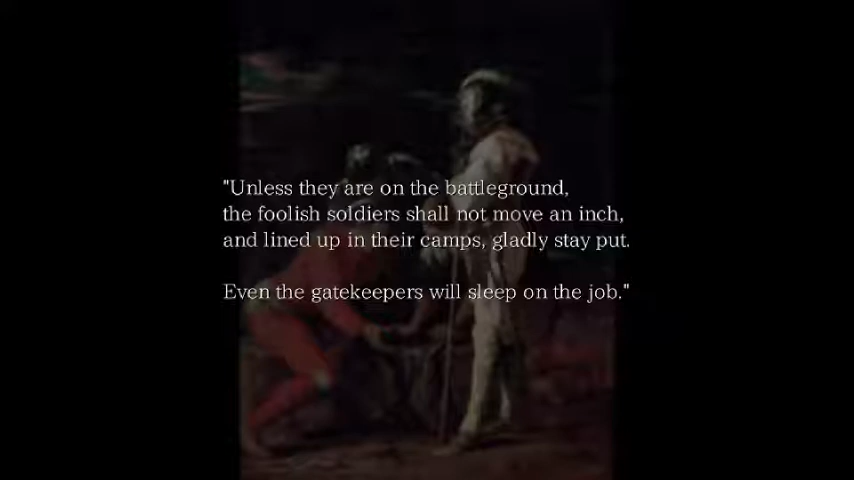 "Unless they are on the battleground,
the foolish soldiers shall not move an inch,
and lined up in their camps, gladly stay put.
Even the gatekeepers will sleep on the job."